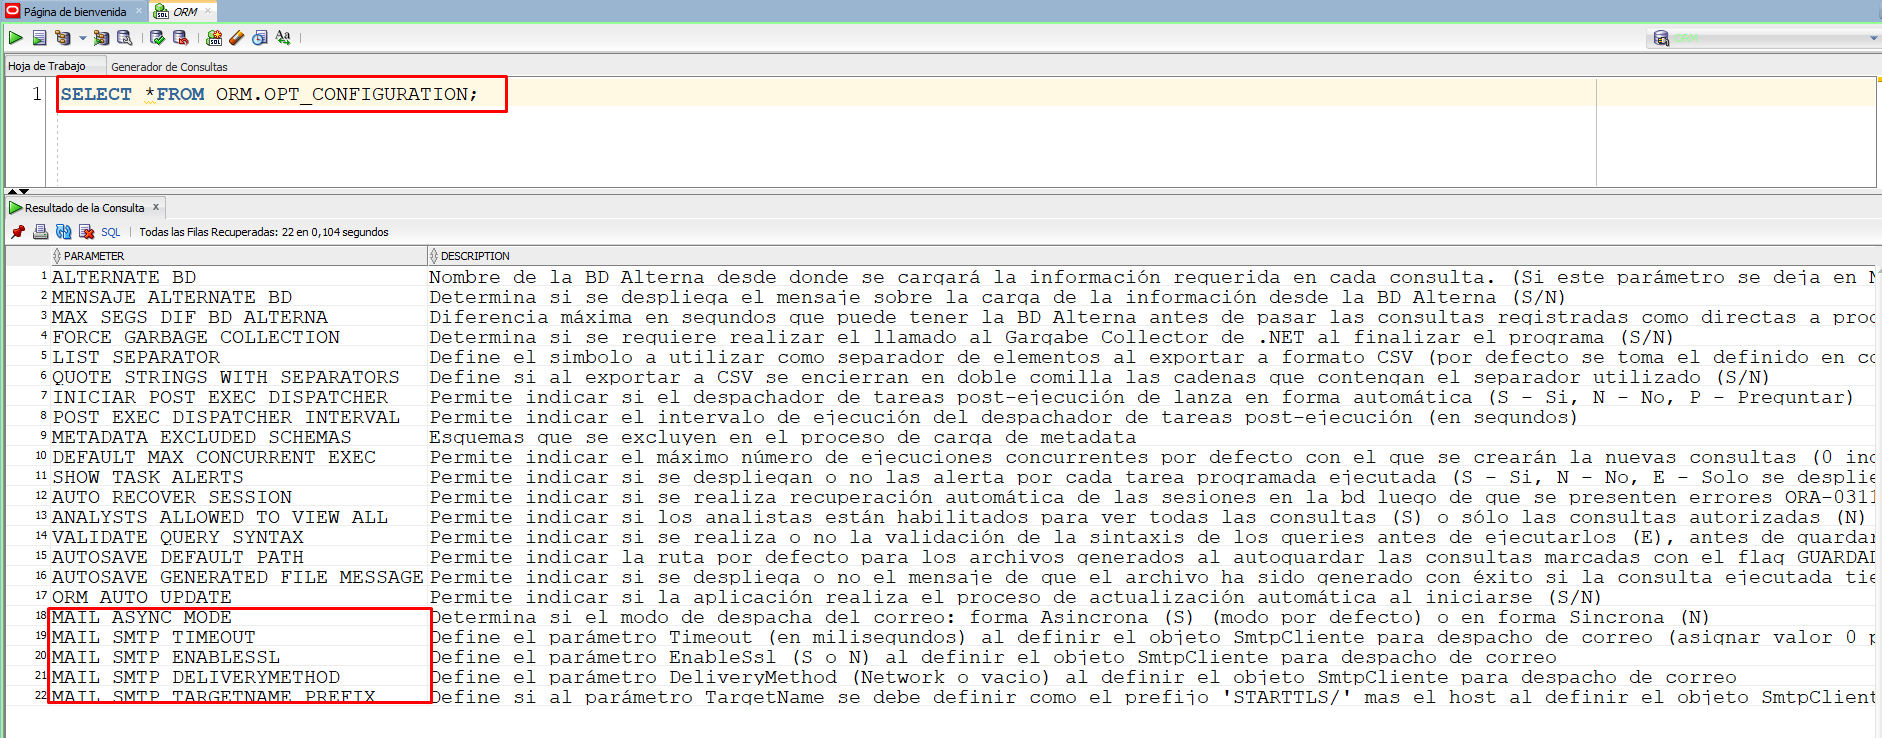 Página de bienvenida
ORM
Hoja de Trabajo
Generador de Consultas
1
SELECT *FROM ORM.OPT_CONFIGURATION;
Resultado de la Consulta
SQL
Todas las Filas Recuperadas: 22 en 0,104 segundos
PARAMETER DESCRIPTION
1 ALTERNATE BD Nombre de la BD Alterna desde donde se cargará la información requerida en cada consulta. (Si este parámetro se deja en N
2 MENSAJE ALTERNATE BD Determina si se despliega el mensaje sobre la carga de la información desde la BD Alterna (S/N)
3 MAX SEGS DIF BD ALTERNA Diferencia máxima en segundos que puede tener la BD Alterna antes de pasar las consultas registradas como directas a pro
4 FORCE GARBAGE COLLECTION Determina si se requiere realizar el llamado al Gargabe Collector de .NET al finalizar el programa (S/N)
5 LIST SEPARATOR Define el simbolo a utilizar como separador de elementos al exportar a formato CSV (por defecto se toma el definido en co
6 QUOTE STRINGS WITH SEPARATORS Define si al exportar a CSV se encierran en doble comilla las cadenas que contengan el separador utilizado (S/N)
7 INICIAR POST EXEC DISPATCHER Permite indicar si el despachador de tareas post-ejecución de lanza en forma automática (S - Si, N - No, P - Preguntar)
8 POST EXEC DISPATCHER INTERVAL Permite indicar el intervalo de ejecución del despachador de tareas post-ejecución (en segundos)
9 METADATA EXCLUDED SCHEMAS Esquemas que se excluyen en el proceso de carga de metadata
10 DEFAULT MAX CONCURRENT EXEC Permite indicar el máximo número de ejecuciones concurrentes por defecto con el que se crearán la nuevas consultas (0 ind
11 SHOW TASK ALERTS Permite indicar si se despliegan o no las alerta por cada tarea programada ejecutada (S - Si, N - No, E - Solo se desplie
12 AUTO RECOVER SESSION Permite indicar si se realiza recuperación automática de las sesiones en la bd luego de que se presenten errores ORA-0311
13 ANALYSTS ALLOWED TO VIEW ALL Permite indicar si los analistas están habilitados para ver todas las consultas (S) o sólo las consultas autorizadas (N)
14 VALIDATE QUERY SYNTAX Permite indicar si se realiza o no la validación de la sintaxis de los queries antes de ejecutarlos (E), antes de guardar
15 AUTOSAVE DEFAULT PATH Permite indicar la ruta por defecto para los archivos generados al autoguardar las consultas marcadas con el flag GUARDAD
16 AUTOSAVE GENERATED FILE MESSAGE Permite indicar si se despliega o no el mensaje de que el archivo ha sido generado con éxito si la consulta ejecutada tie
17 ORM AUTO UPDATE Permite indicar si la aplicación realiza el proceso de actualización automática al iniciarse (S/N)
18 MAIL ASYNC MODE Determina si el modo de despacha del correo: forma Asincrona (S) (modo por defecto) o en forma Sincrona (N)
19 MAIL SMTP TIMEOUT Define el parámetro Timeout (en milisegundos) al definir el objeto SmtpCliente para despacho de correo (asignar valor 0 p
20 MAIL SMTP ENABLESSL Define el parámetro EnableSsl (S o N) al definir el objeto SmtpCliente para despacho de correo
21 MAIL SMTP DELIVERYMETHOD Define el parámetro DeliveryMethod (Network o vacio) al definir el objeto SmtpCliente para despacho de correo
22 MAIL SMTP TARGETNAME PREFIX Define si al parámetro TargetName se debe definir como el prefijo 'STARTTLS/' mas el host al definir el objeto SmtpClient